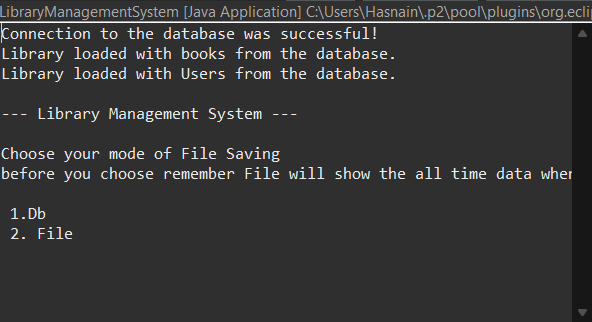 LibraryManagementSystem [Java Application] C:\Users\Hasnain\.p2\pool\plugins\org.eclip
Connection to the database was successful!
Library loaded with books from the database.
Library loaded with Users from the database.
--- Library Management System ---
Choose your mode of File Saving
before you choose remember File will show the all time data when
1.Db
2. File